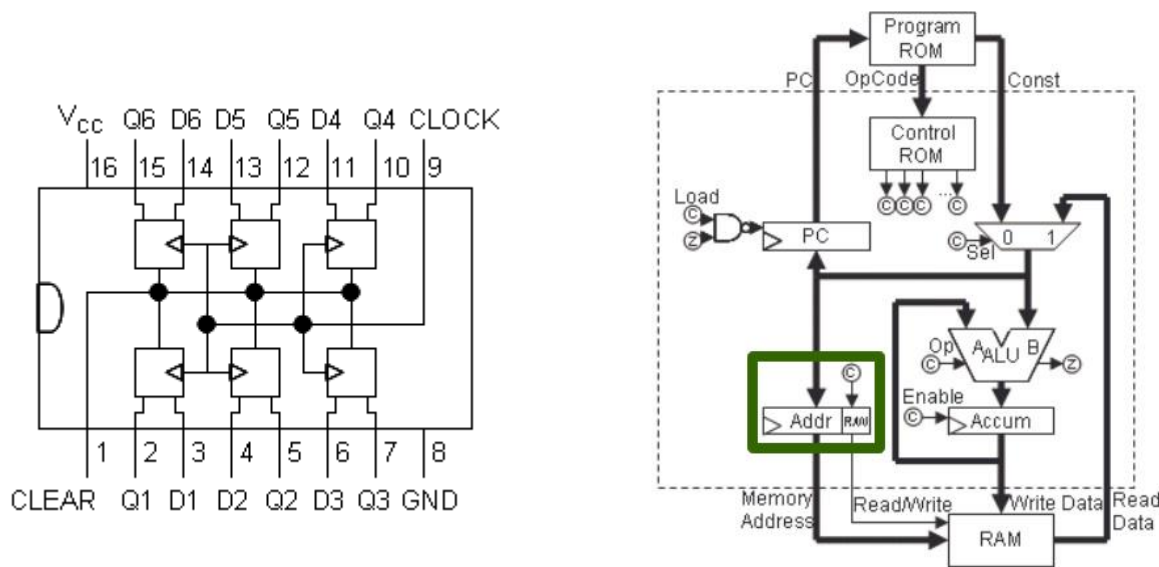 VCC Q6 D6 D5 Q5 D4 Q4 CLOCK
16 15 14 13 12 11 10 9
1 2 3 4 5 6 7 8
CLEAR Q1 D1 D2 Q2 D3 Q3 GND
Program
ROM
PC OpCode Const
Control
ROM
Load
C C C C ... C
C
Z
PC
0 1
C
Sel
Op
A ALU B
C
Z
C
Enable
Addr R/W
C
Accum
Memory
Address
Read/Write
Write Data
Read
Data
RAM